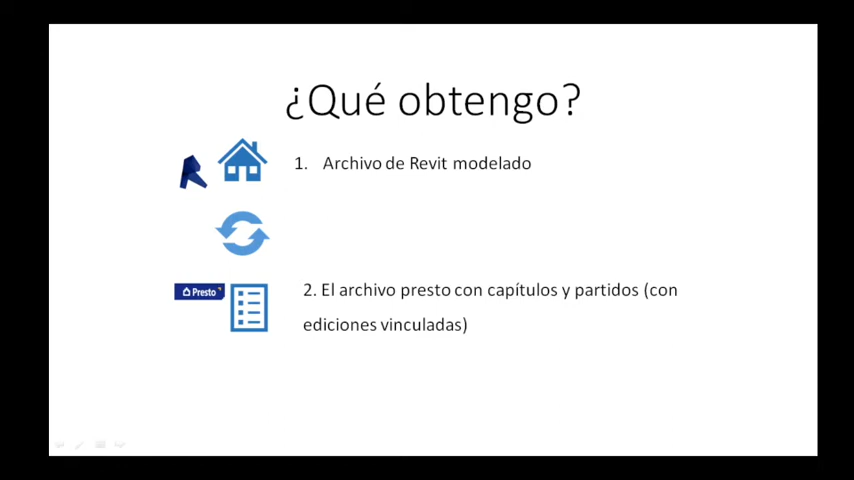 ¿Qué obtengo?
1. Archivo de Revit modelado
Presto
2. El archivo presto con capítulos y partidos (con
ediciones vinculadas)